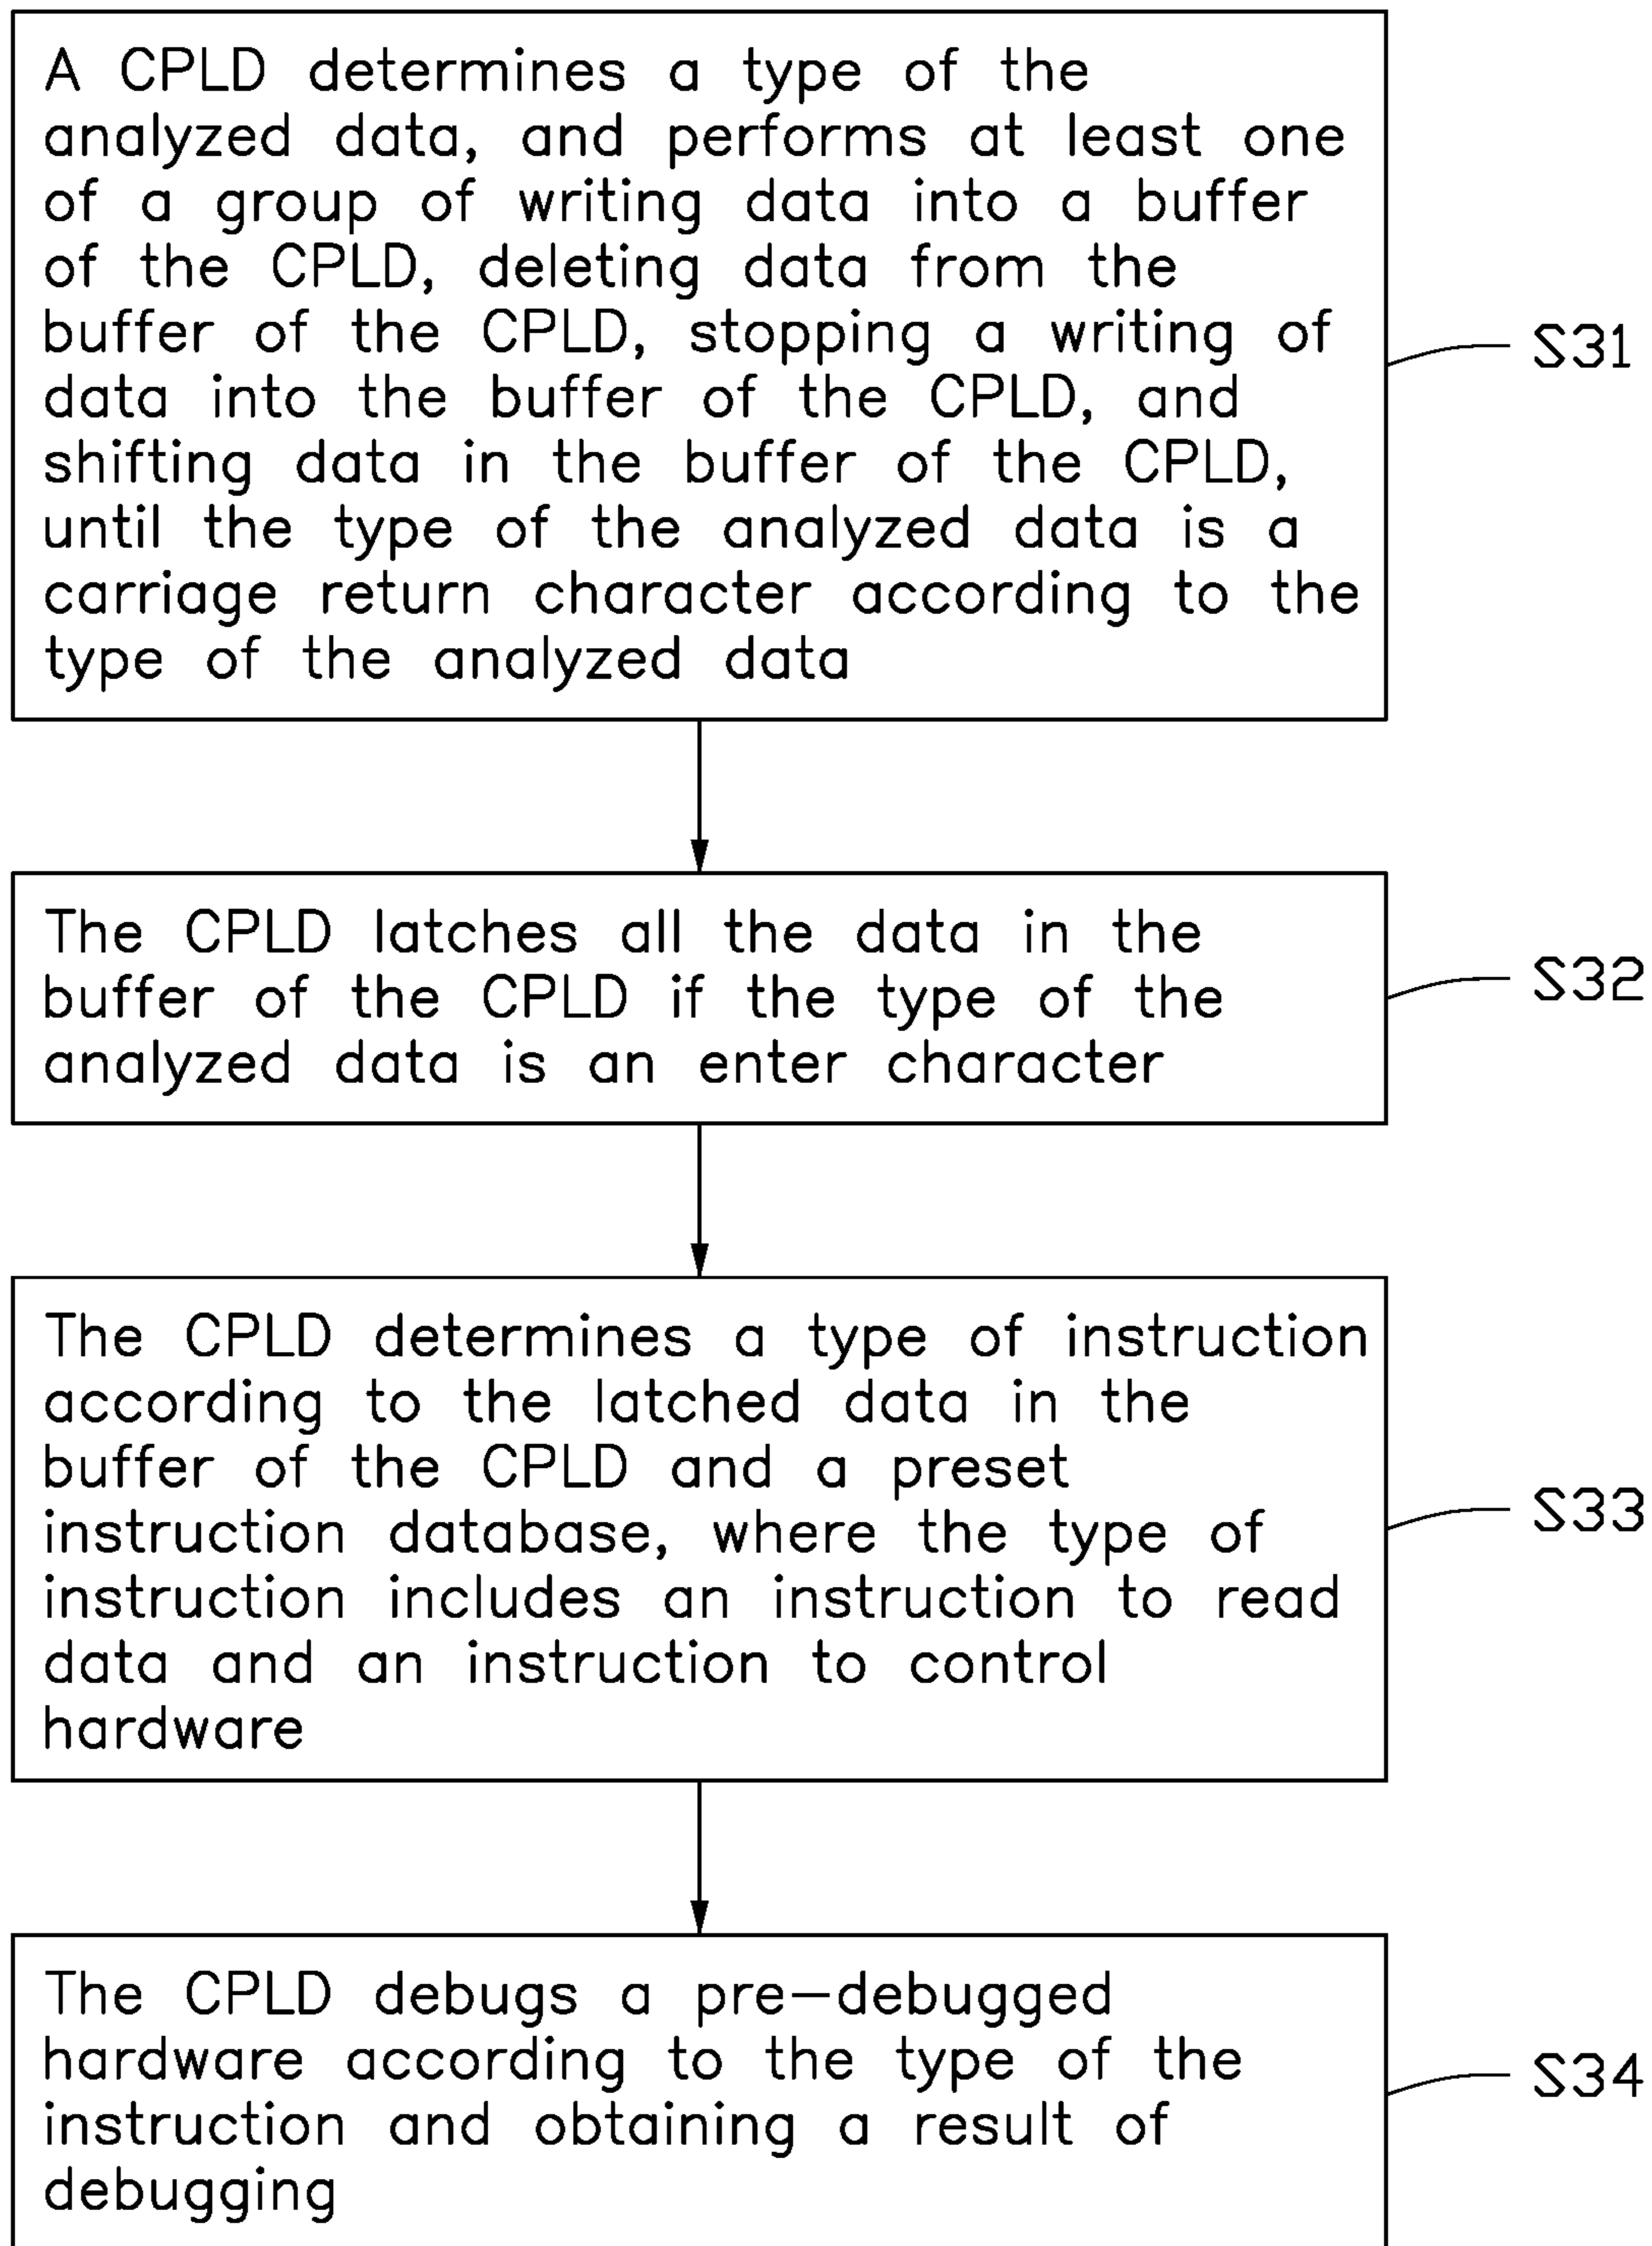 A CPLD determines a type of the
analyzed data, and performs at least one
of a group of writing data into a buffer
of the CPLD, deleting data from the
buffer of the CPLD, stopping a writing of
data into the buffer of the CPLD, and
shifting data in the buffer of the CPLD,
until the type of the analyzed data is a
carriage return character according to the
type of the analyzed data
S31
The CPLD latches all the data in the
buffer of the CPLD if the type of the
analyzed data is an enter character
S32
The CPLD determines a type of instruction
according to the latched data in the
buffer of the CPLD and a preset
instruction database, where the type of
instruction includes an instruction to read
data and an instruction to control
hardware
S33
The CPLD debugs a pre-debugged
hardware according to the type of the
instruction and obtaining a result of
debugging
S34